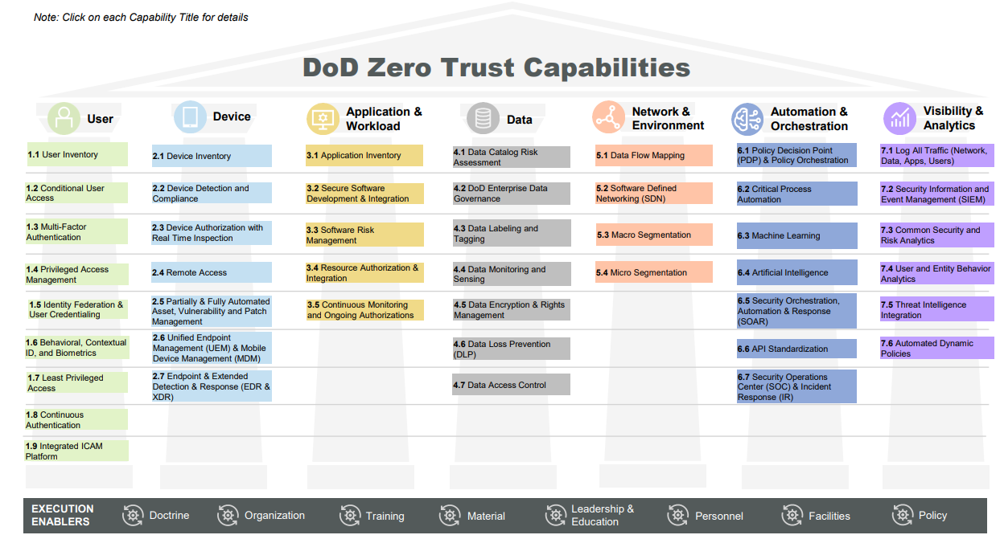 Note: Click on each Capability Title for details
DoD Zero Trust Capabilities
User
1.1 User Inventory
1.2 Conditional User
Access
1.3 Multi-Factor
Authentication
1.4 Privileged Access
Management
1.5 Identity Federation &
User Credentialing
1.6 Behavioral, Contextual
ID, and Biometrics
1.7 Least Privileged
Access
1.8 Continuous
Authentication
1.9 Integrated ICAM
Platform
Device
2.1 Device Inventory
2.2 Device Detection and
Compliance
2.3 Device Authorization with
Real Time Inspection
2.4 Remote Access
2.5 Partially & Fully Automated
Asset, Vulnerability and Patch
Management
2.6 Unified Endpoint
Management (UEM) & Mobile
Device Management (MDM)
2.7 Endpoint & Extended
Detection & Response (EDR &
XDR)
Application &
Workload
3.1 Application Inventory
3.2 Secure Software
Development & Integration
3.3 Software Risk
Management
3.4 Resource Authorization &
Integration
3.5 Continuous Monitoring
and Ongoing Authorizations
Data
4.1 Data Catalog Risk
Assessment
4.2 DoD Enterprise Data
Governance
4.3 Data Labeling and
Tagging
4.4 Data Monitoring and
Sensing
4.5 Data Encryption & Rights
Management
4.6 Data Loss Prevention
(DLP)
4.7 Data Access Control
Network &
Environment
5.1 Data Flow Mapping
5.2 Software Defined
Networking (SDN)
5.3 Macro Segmentation
5.4 Micro Segmentation
Automation &
Orchestration
6.1 Policy Decision Point
(PDP) & Policy Orchestration
6.2 Critical Process
Automation
6.3 Machine Learning
6.4 Artificial Intelligence
6.5 Security Orchestration,
Automation & Response
(SOAR)
6.6 API Standardization
6.7 Security Operations
Center (SOC) & Incident
Response (IR)
Visibility &
Analytics
7.1 Log All Traffic (Network,
Data, Apps, Users)
7.2 Security Information and
Event Management (SIEM)
7.3 Common Security and
Risk Analytics
7.4 User and Entity Behavior
Analytics
7.5 Threat Intelligence
Integration
7.6 Automated Dynamic
Policies
EXECUTION
ENABLERS
Doctrine
Organization
Training
Material
Leadership &
Education
Personnel
Facilities
Policy